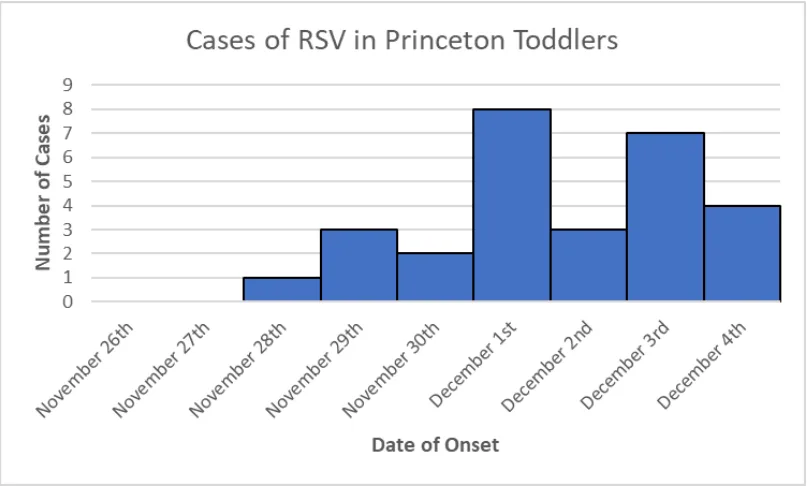 Cases of RSV in Princeton Toddlers
9
8
7
6
5
4
3
2
1
0
Number of Cases
November 26th
November 27th
November 28th
November 29th
November 30th
December 1st
December 2nd
December 3rd
December 4th
Date of Onset